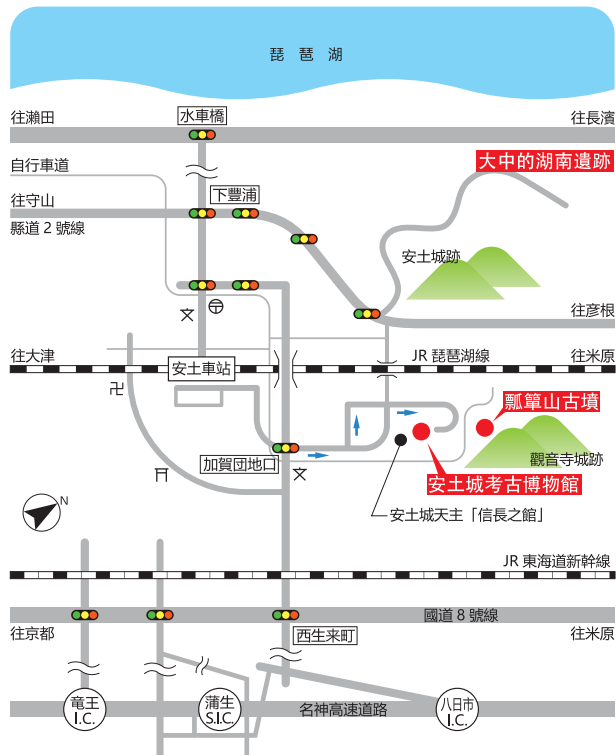 琵琶湖
往瀨田
水車橋
往長濱
自行車道
大中的湖南遺跡
往守山
下豐浦
縣道2號線
安土城跡
往彥根
往大津
安土車站
JR 琵琶湖線
往米原
瓢箪山古墳
加賀団地口
觀音寺城跡
安土城考古博物館
N
安土城天主「信長之館」
JR 東海道新幹線
國道8號線
往京都
西生来町
往米原
竜王
I.C.
蒲生
S.I.C.
名神高速道路
八日市
I.C.